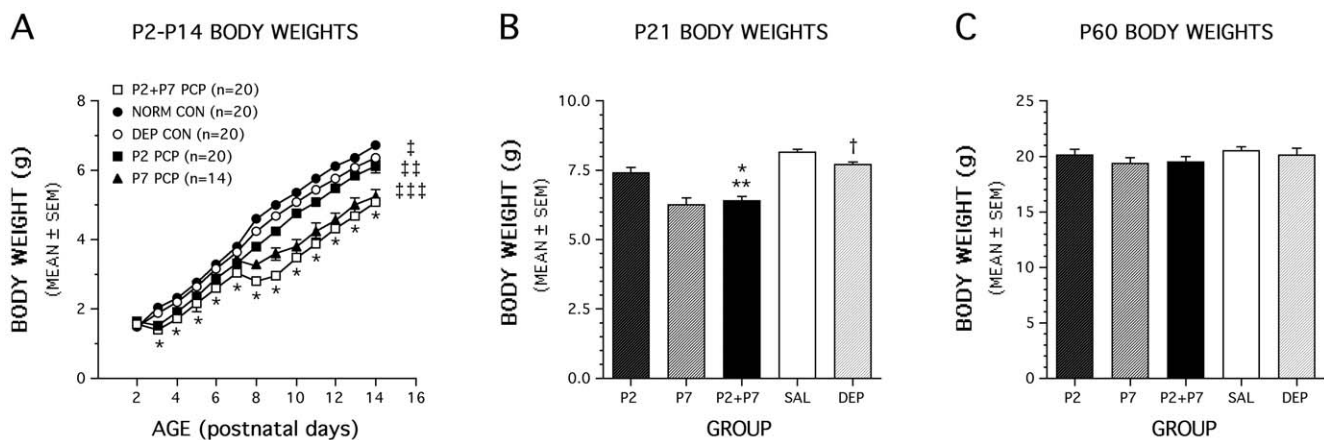 A
P2-P14 BODY WEIGHTS
BODY WEIGHT (g)
(MEAN ± SEM)
8
6
4
2
0
P2+P7 PCP (n=20)
NORM CON (n=20)
DEP CON (n=20)
P2 PCP (n=20)
P7 PCP (n=14)
‡
‡‡
‡‡‡
* * * * * * * * * * * *
2 4 6 8 10 12 14 16
AGE (postnatal days)
B
P21 BODY WEIGHTS
BODY WEIGHT (g)
(MEAN ± SEM)
10.0
7.5
5.0
2.5
0.0
*
**
†
P2 P7 P2+P7 SAL DEP
GROUP
C
P60 BODY WEIGHTS
BODY WEIGHT (g)
(MEAN ± SEM)
25
20
15
10
5
0
P2 P7 P2+P7 SAL DEP
GROUP